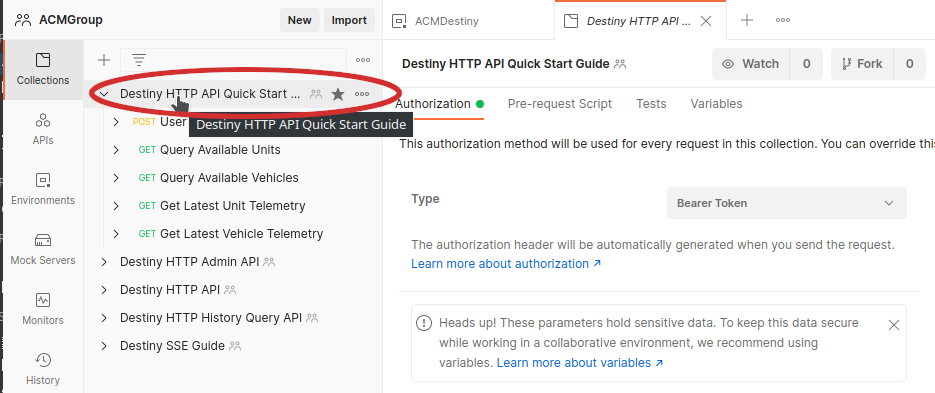 ACMGroup
New
Import
Collections
APIs
Environments
Mock Servers
Monitors
History
Destiny HTTP API Quick Start ...
POST User
Destiny HTTP API Quick Start Guide
GET Query Available Units
GET Query Available Vehicles
GET Get Latest Unit Telemetry
GET Get Latest Vehicle Telemetry
Destiny HTTP Admin API
Destiny HTTP API
Destiny HTTP History Query API
Destiny SSE Guide
ACMDestiny
Destiny HTTP API ...
Destiny HTTP API Quick Start Guide
Watch 0
Fork 0
Authorization
Pre-request Script
Tests
Variables
This authorization method will be used for every request in this collection. You can override this
Type
Bearer Token
The authorization header will be automatically generated when you send the request.
Learn more about authorization ↗
Heads up! These parameters hold sensitive data. To keep this data secure
while working in a collaborative environment, we recommend using
variables. Learn more about variables ↗